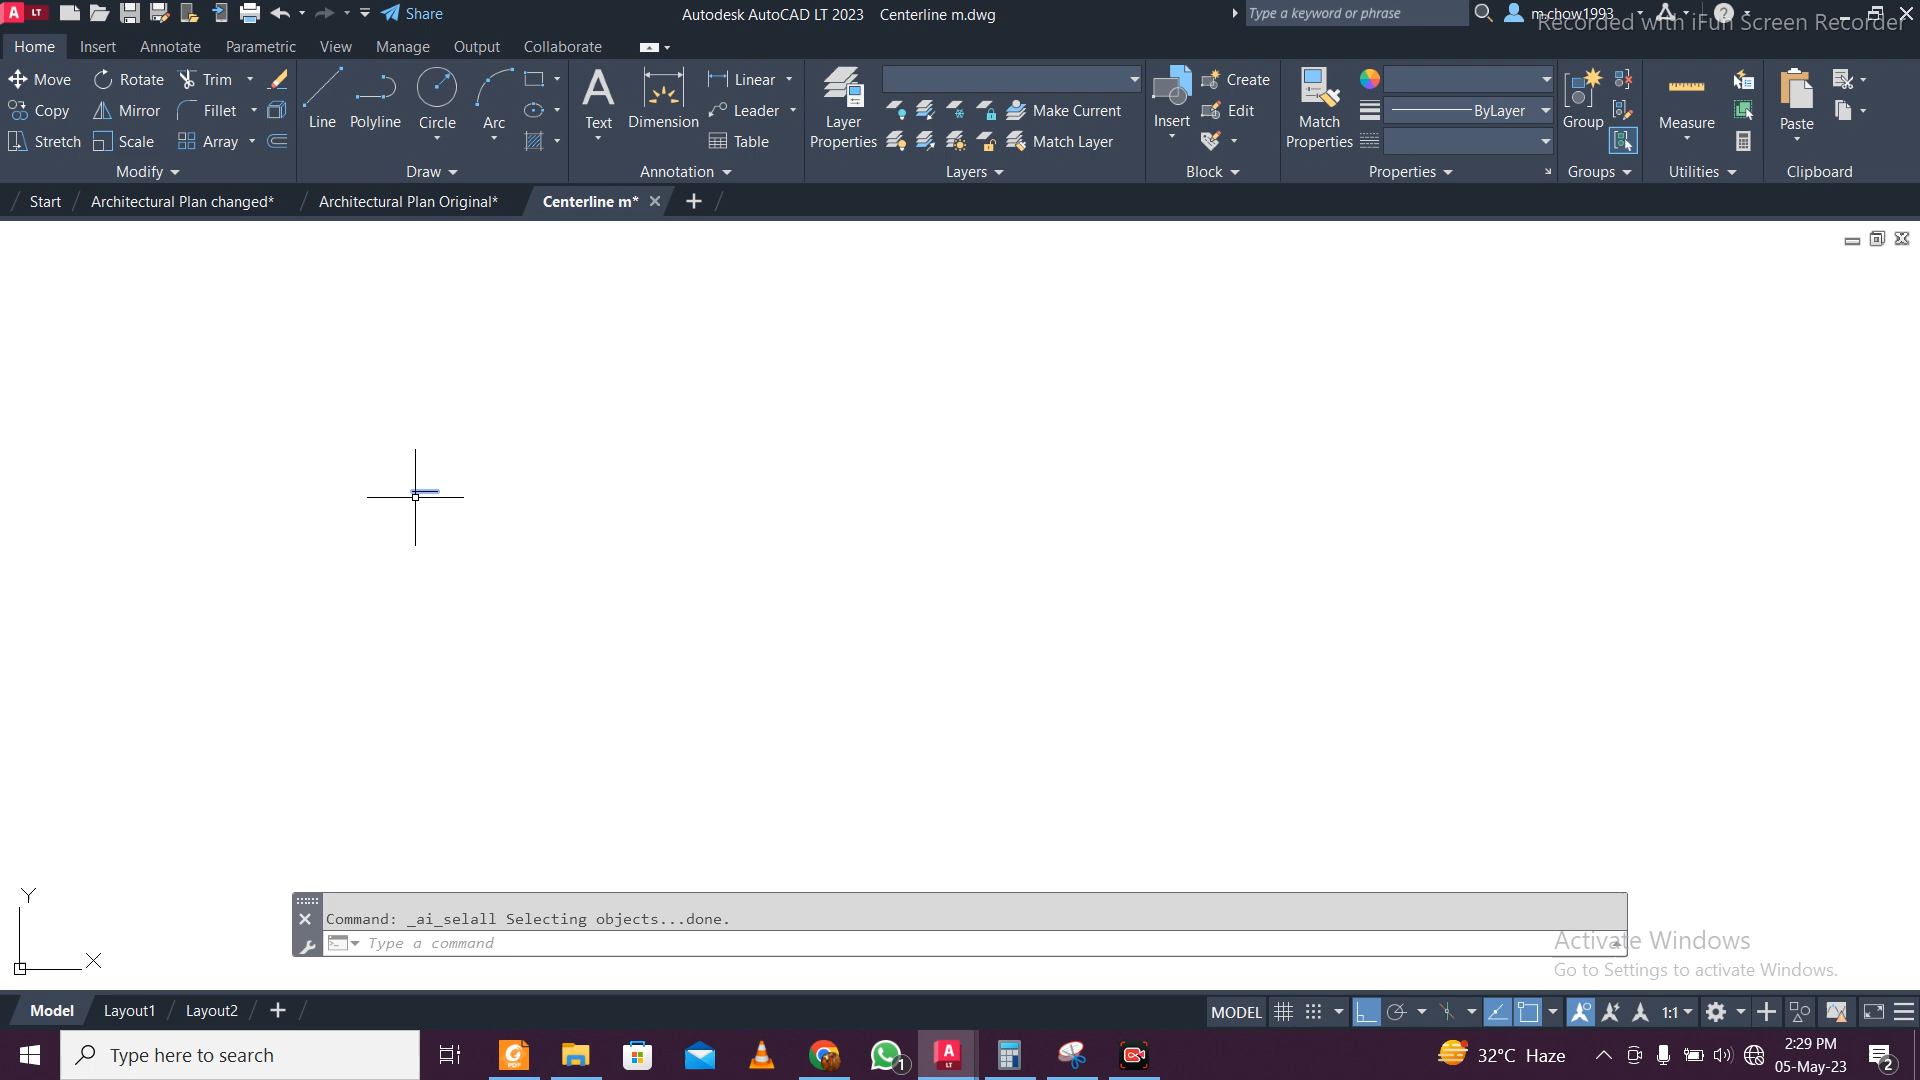 LT Share Autodesk AutoCAD LT 2023 Centerline m.dwg Type a keyword or phrase m.chow1993
Recorded with iFun Screen Recorder
Home Insert Annotate Parametric View Manage Output Collaborate
Move Rotate Trim Linear Create
Copy Mirror Fillet Leader Make Current Edit ByLayer
Line Polyline Circle Arc Text Dimension Layer Insert Match Group Measure Paste
Stretch Scale Array Table Properties Match Layer Properties
Modify Draw Annotation Layers Block Properties Groups Utilities Clipboard
Start Architectural Plan changed* Architectural Plan Original* Centerline m*
Y
X
Command: _ai_selall Selecting objects...done.
Type a command
Activate Windows
Go to Settings to activate Windows.
Model Layout1 Layout2 MODEL 1:1
Type here to search 1 32°C Haze 2:29 PM
05-May-23 2